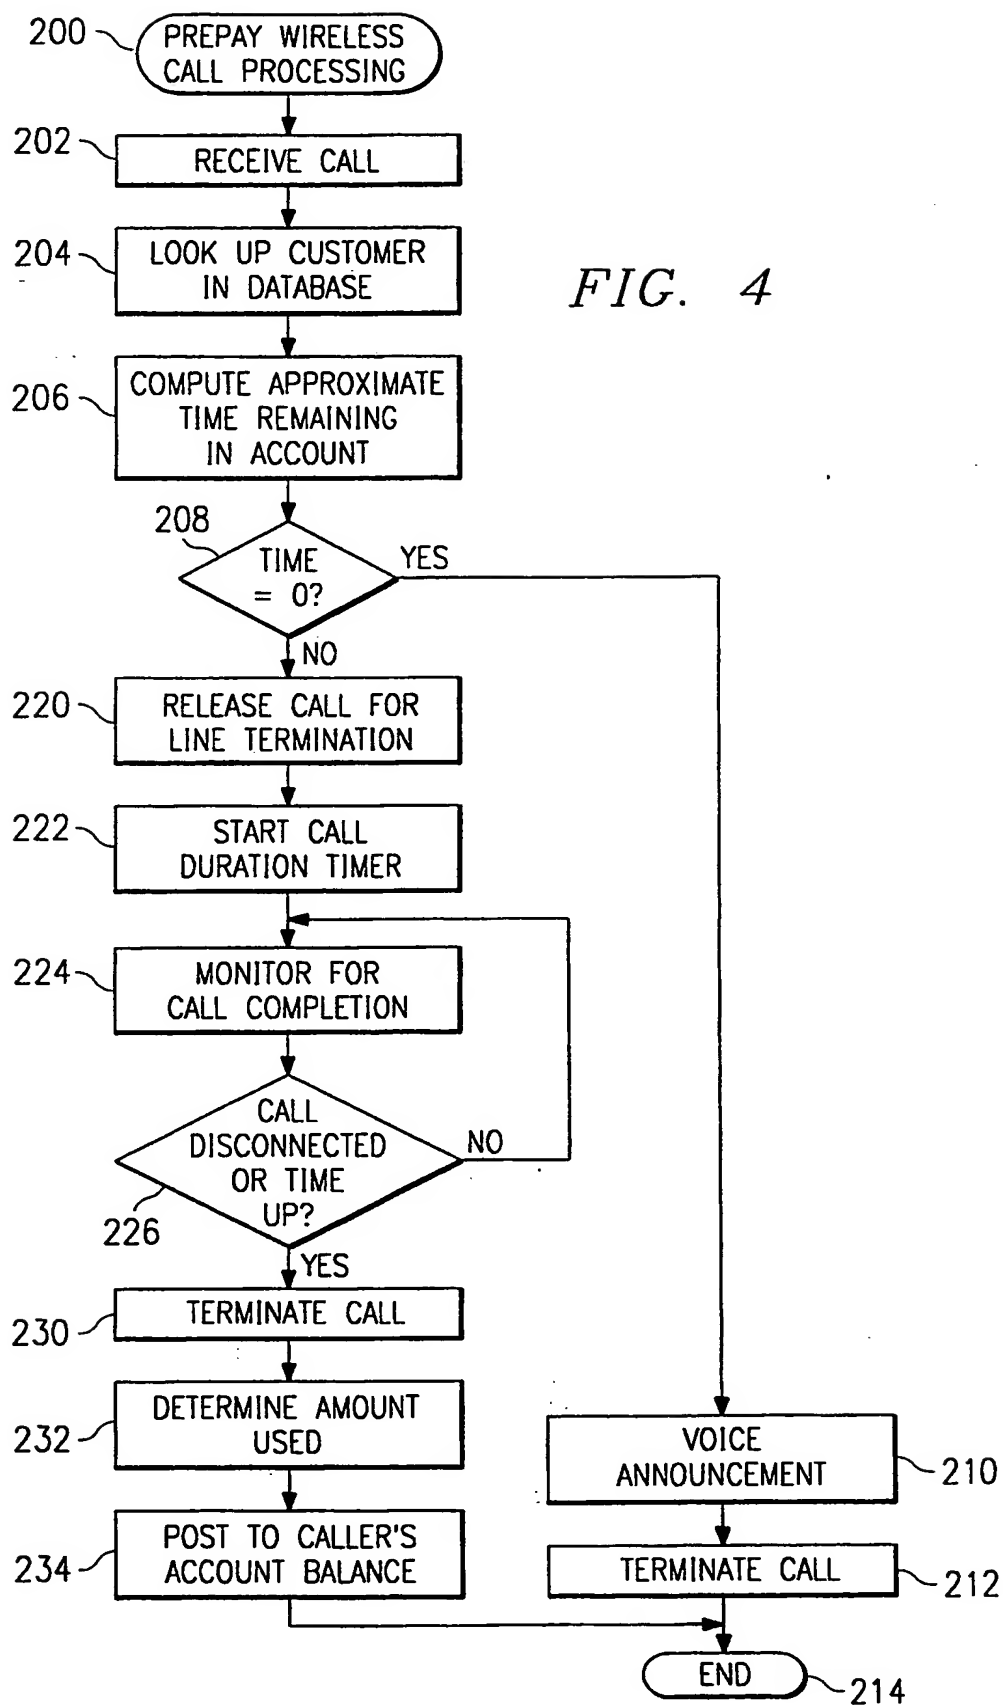 200
PREPAY WIRELESS
CALL PROCESSING
202
RECEIVE CALL
204
LOOK UP CUSTOMER
IN DATABASE
FIG. 4
206
COMPUTE APPROXIMATE
TIME REMAINING
IN ACCOUNT
208
TIME
= 0?
YES
NO
220
RELEASE CALL FOR
LINE TERMINATION
222
START CALL
DURATION TIMER
224
MONITOR FOR
CALL COMPLETION
CALL
DISCONNECTED
OR TIME
UP?
NO
226
YES
230
TERMINATE CALL
232
DETERMINE AMOUNT
USED
VOICE
ANNOUNCEMENT
210
234
POST TO CALLER'S
ACCOUNT BALANCE
TERMINATE CALL
212
END
214